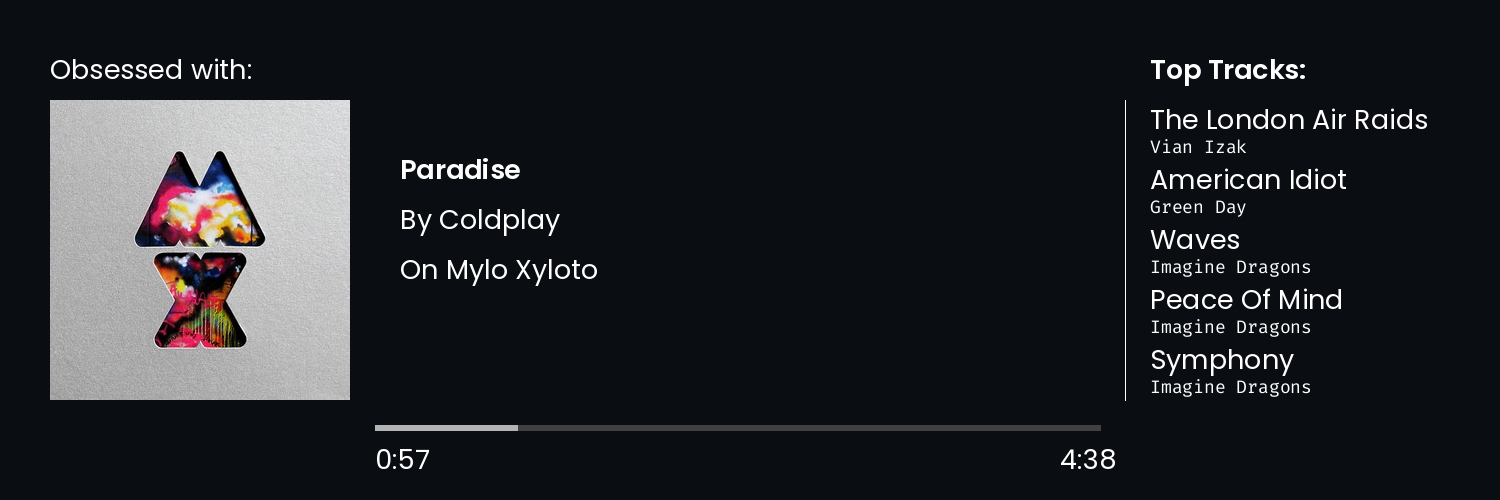 Obsessed with:
Paradise
By Coldplay
On Mylo Xyloto
0:57
4:38
Top Tracks:
The London Air Raids
Vian Izak
American Idiot
Green Day
Waves
Imagine Dragons
Peace Of Mind
Imagine Dragons
Symphony
Imagine Dragons